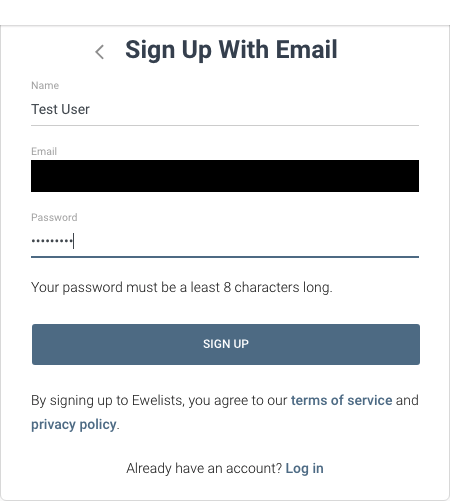 Sign Up With Email
Name
Test User
Email
Password
•••••••••
Your password must be a least 8 characters long.
SIGN UP
By signing up to Ewelists, you agree to our terms of service and
privacy policy.
Already have an account? Log in